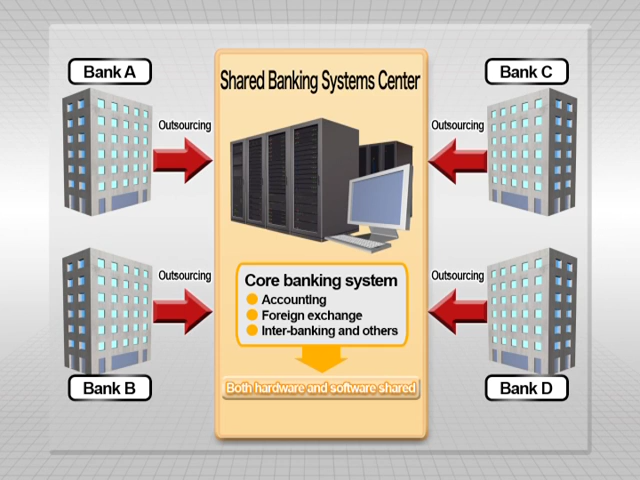 Bank A
Bank C
Shared Banking Systems Center
Outsourcing
Outsourcing
Outsourcing
Outsourcing
Core banking system
Accounting
Foreign exchange
Inter-banking and others
Both hardware and software shared
Bank B
Bank D